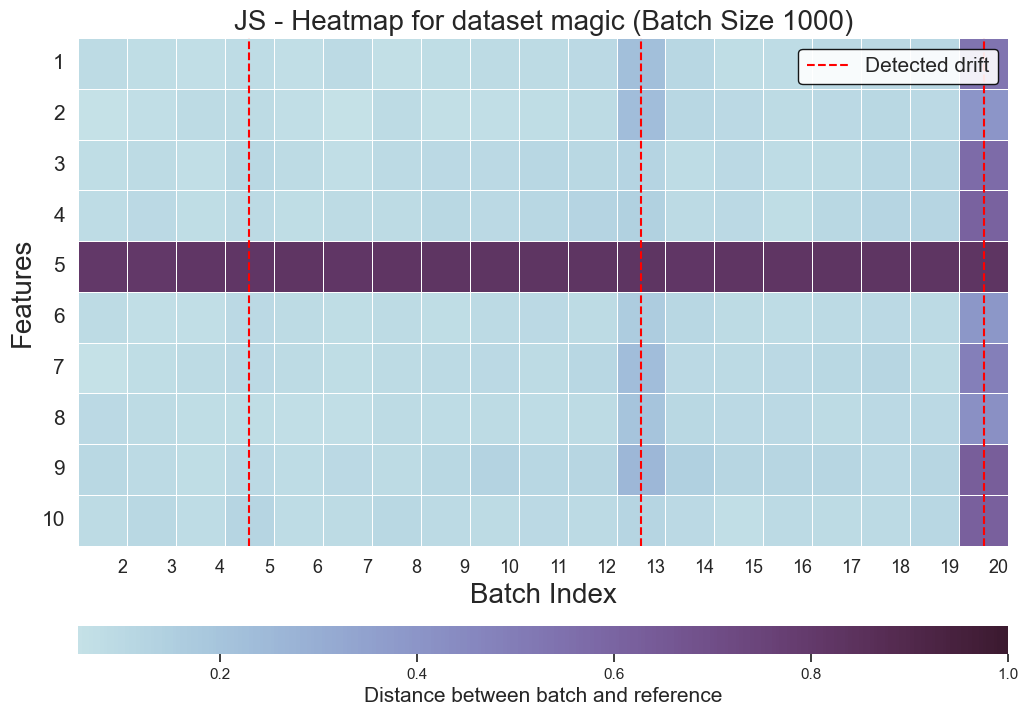 JS - Heatmap for dataset magic (Batch Size 1000)
Detected drift
Features
1
2
3
4
5
6
7
8
9
10
2 3 4 5 6 7 8 9 10 11 12 13 14 15 16 17 18 19 20
Batch Index
0.2 0.4 0.6 0.8 1.0
Distance between batch and reference